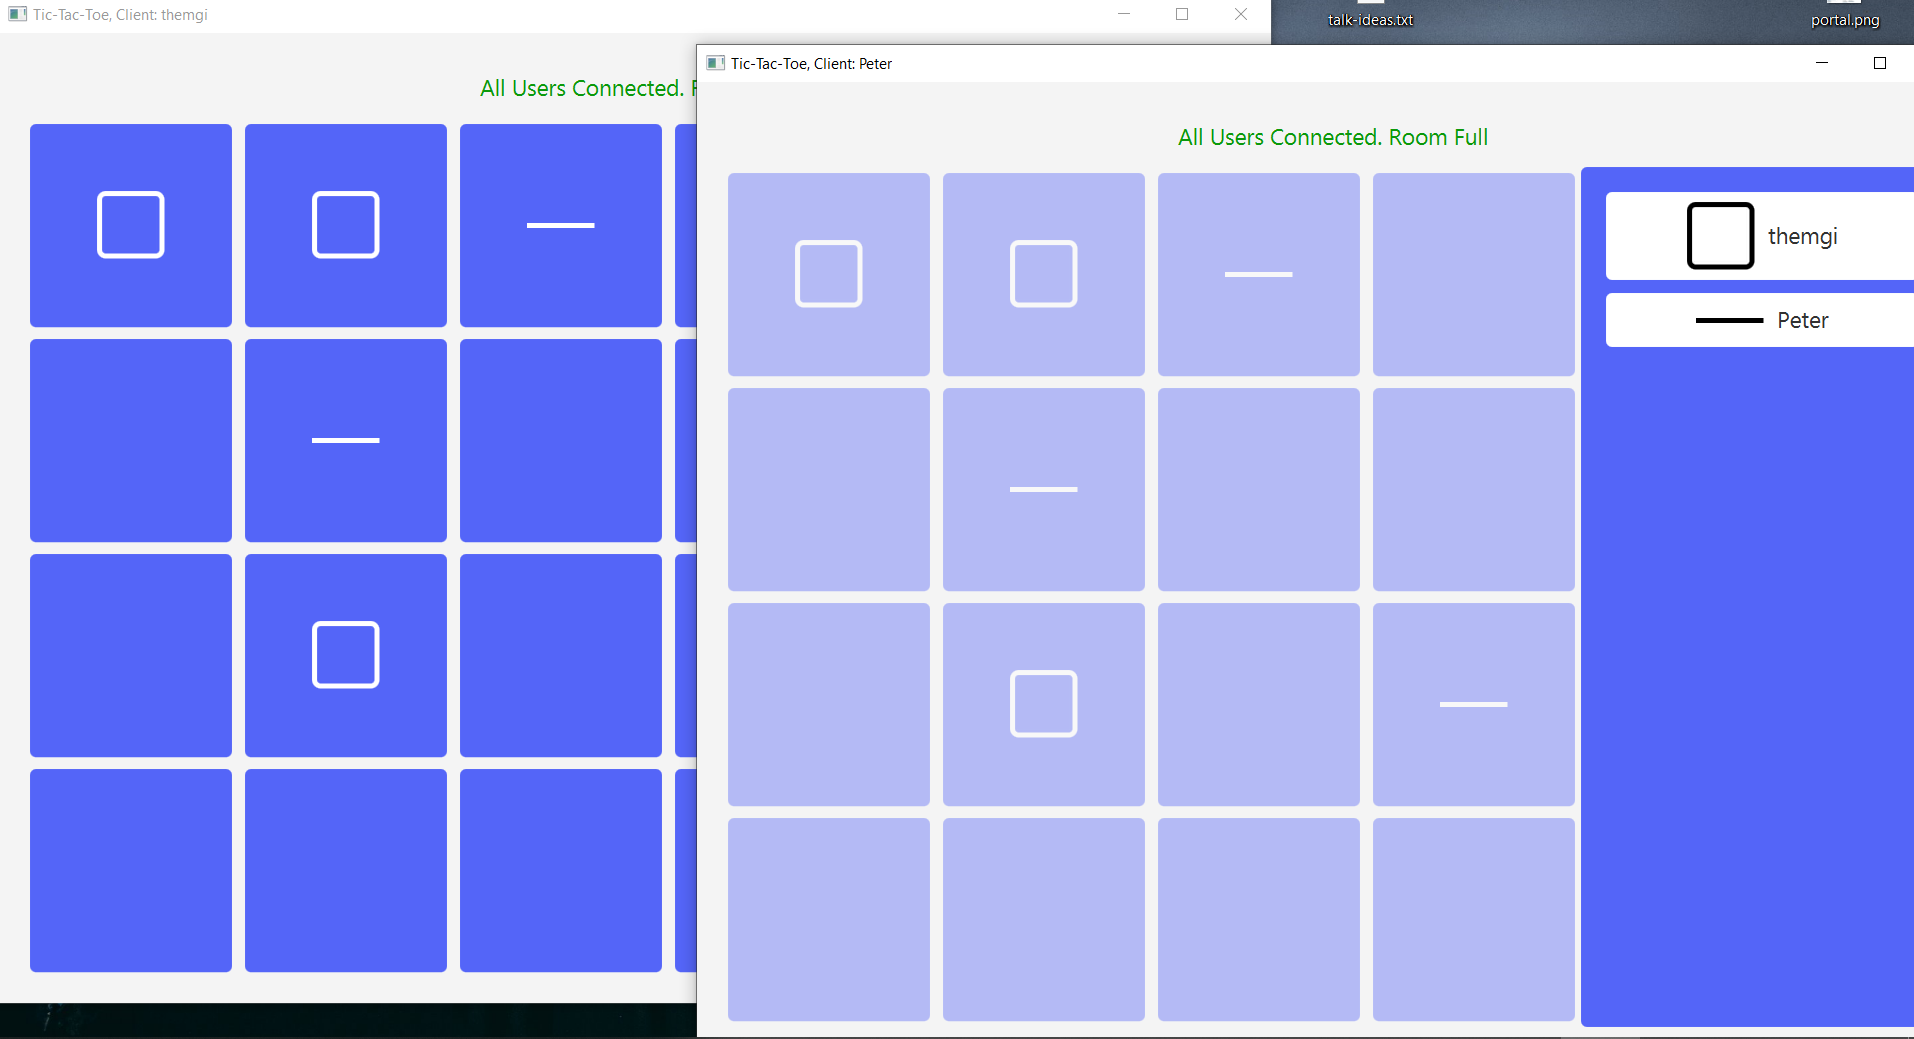 Tic-Tac-Toe, Client: themgi
talk-ideas.txt
portal.png
All Users Connected.
Tic-Tac-Toe, Client: Peter
All Users Connected. Room Full
themgi
Peter